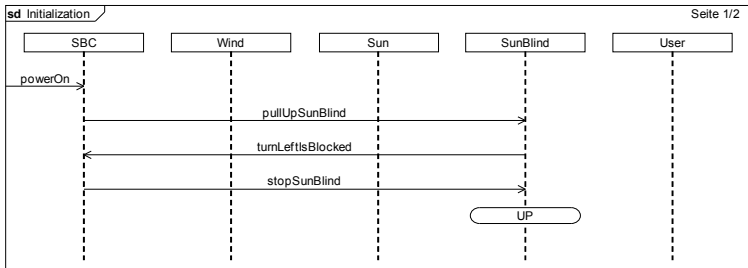 sd Initialization
Seite 1/2
SBC
Wind
Sun
SunBlind
User
powerOn
pullUpSunBlind
turnLeftIsBlocked
stopSunBlind
UP